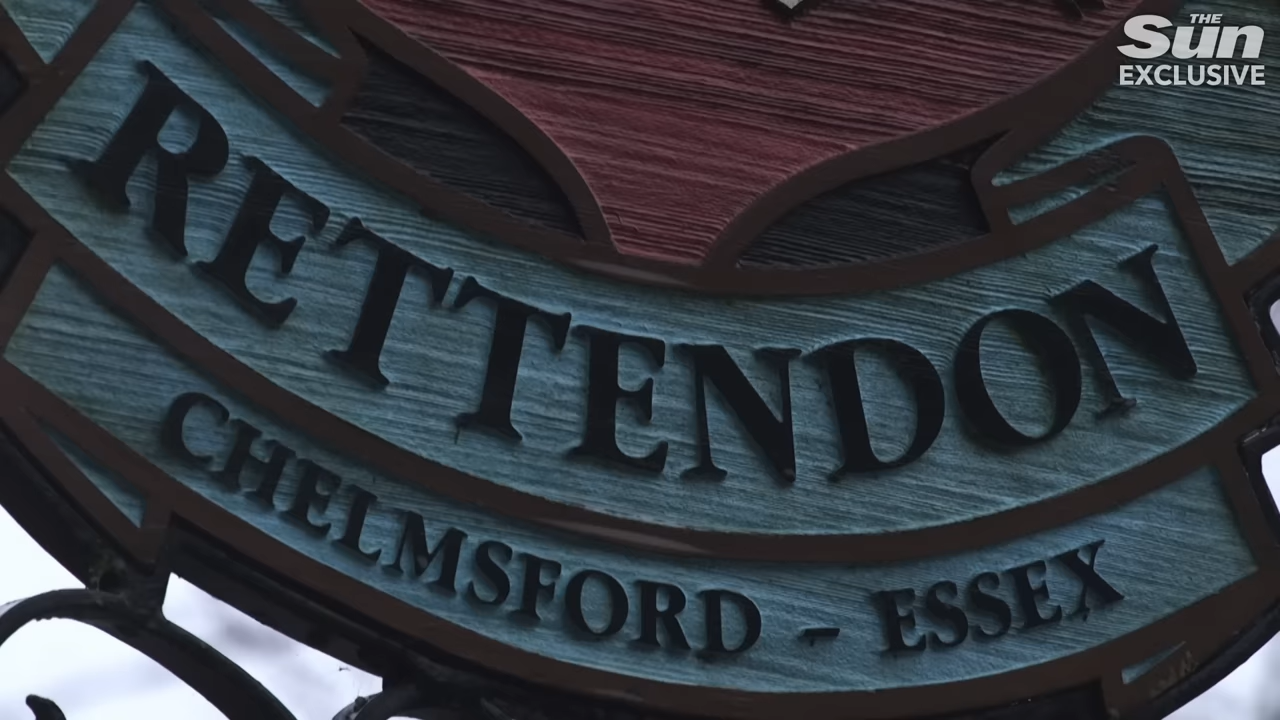 THE
Sun
EXCLUSIVE
RETTENDON
CHELMSFORD - ESSEX